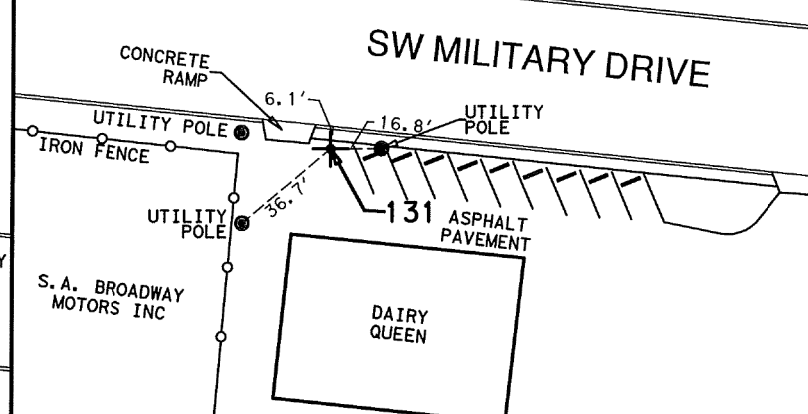 SW MILITARY DRIVE
CONCRETE
RAMP
6.1'
16.8'
UTILITY
POLE
UTILITY POLE
IRON FENCE
36.7'
131
UTILITY
POLE
ASPHALT
PAVEMENT
Y
S.A. BROADWAY
MOTORS INC
DAIRY
QUEEN